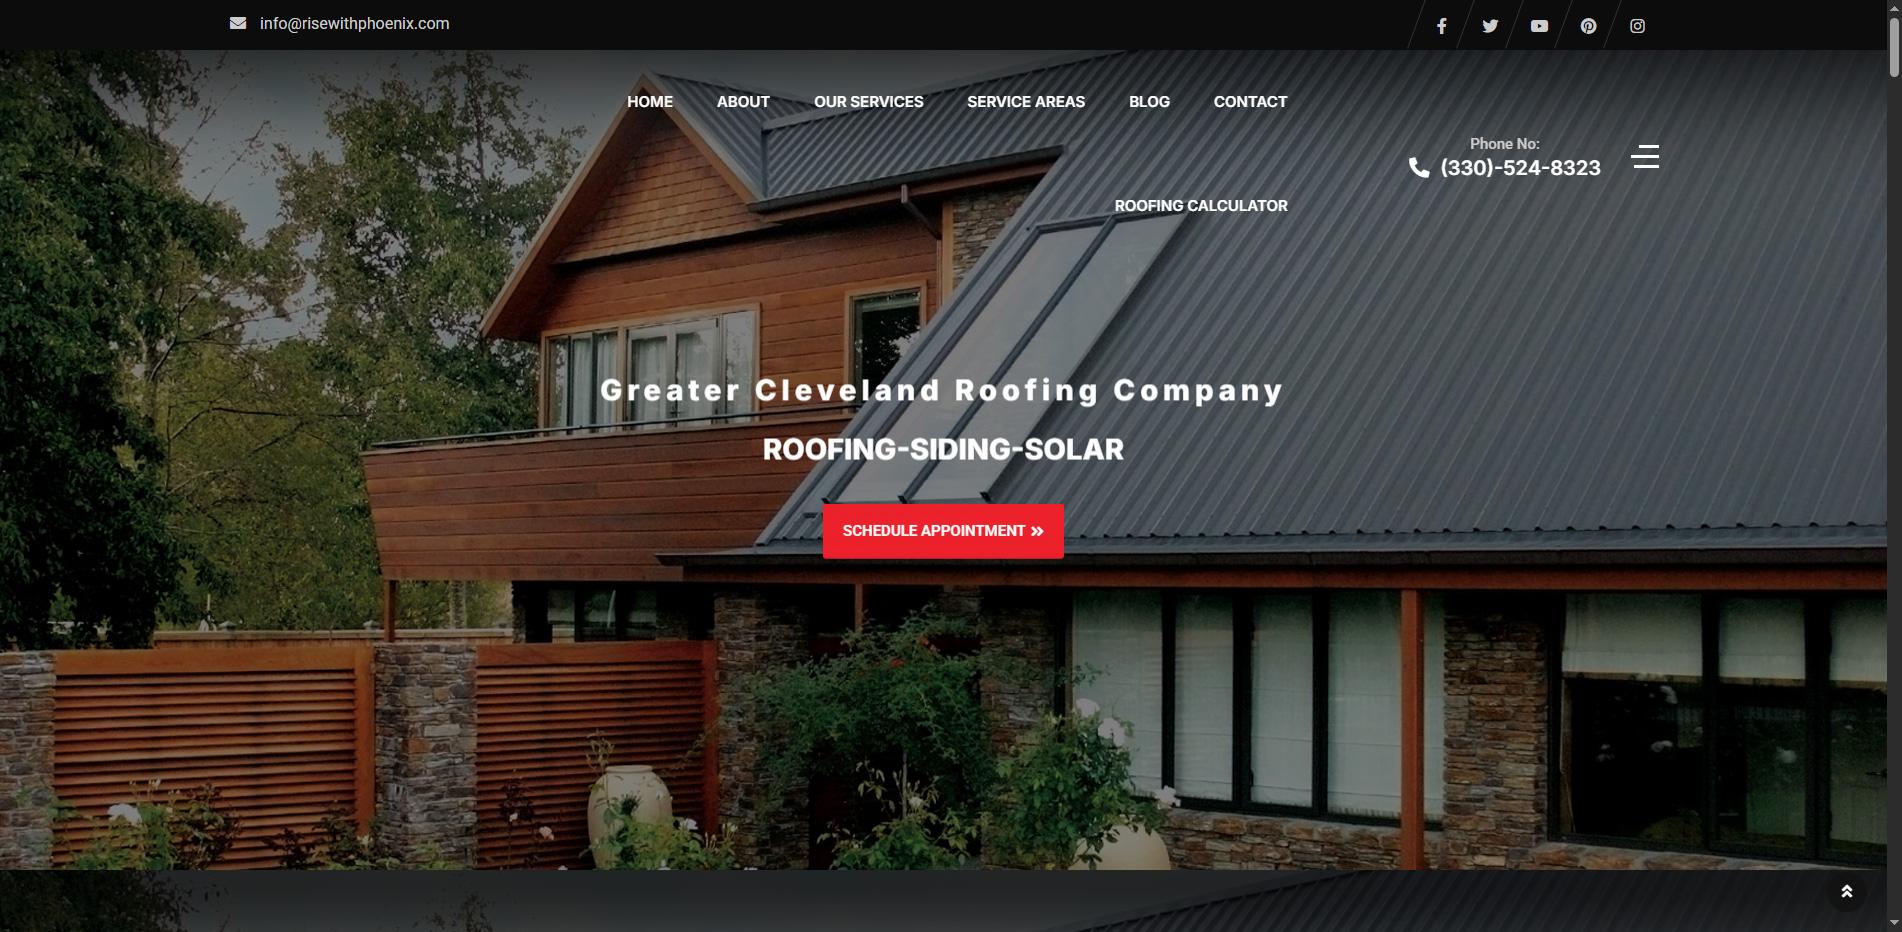 info@risewithphoenix.com
HOME ABOUT OUR SERVICES SERVICE AREAS BLOG CONTACT
Phone No:
(330)-524-8323
ROOFING CALCULATOR
Greater Cleveland Roofing Company
ROOFING-SIDING-SOLAR
SCHEDULE APPOINTMENT